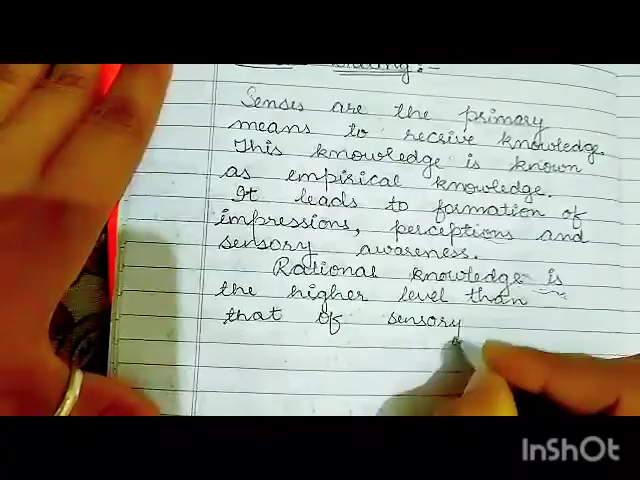 Senses are the primary
means to receive knowledge.
This knowledge is known
as empirical knowledge.
It leads to formation of
impressions, perceptions and
sensory awareness.
Rational knowledge is
the higher level than
that of sensory
InShOt